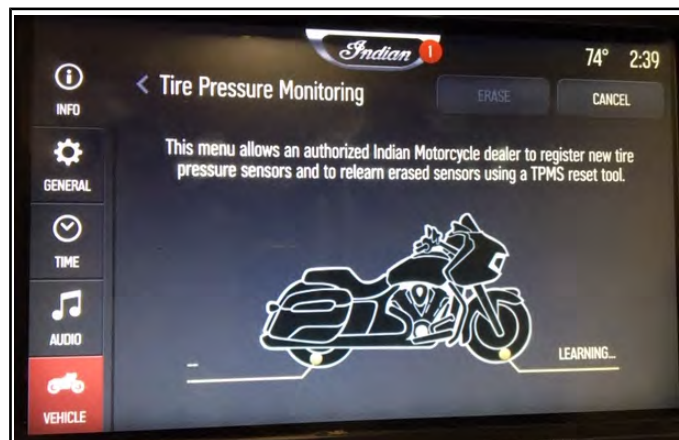 Indian 1
74° 2:39
INFO
< Tire Pressure Monitoring
ERASE
CANCEL
This menu allows an authorized Indian Motorcycle dealer to register new tire
pressure sensors and to relearn erased sensors using a TPMS reset tool.
GENERAL
TIME
AUDIO
VEHICLE
--
LEARNING...